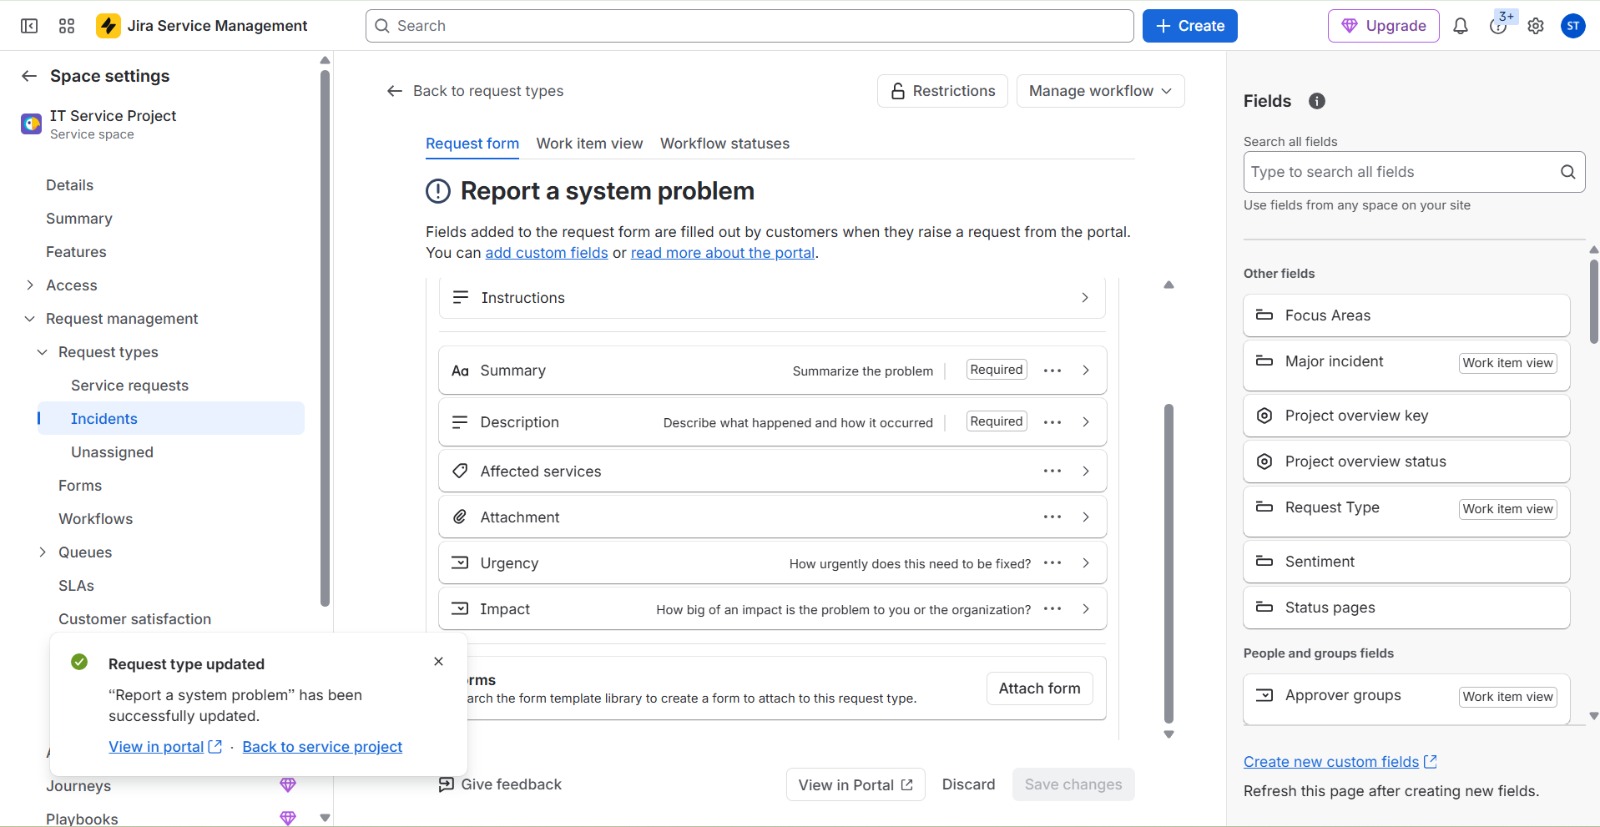 Jira Service Management
Search
Create
Upgrade
3+
ST
Space settings
IT Service Project
Service space
Details
Summary
Features
Access
Request management
Request types
Service requests
Incidents
Unassigned
Forms
Workflows
Queues
SLAs
Customer satisfaction
Journeys
Playbooks
Request type updated
“Report a system problem” has been
successfully updated.
View in portal · Back to service project
Back to request types
Restrictions
Manage workflow
Request form Work item view Workflow statuses
Report a system problem
Fields added to the request form are filled out by customers when they raise a request from the portal.
You can add custom fields or read more about the portal.
Instructions
Summary Summarize the problem Required
Description Describe what happened and how it occurred Required
Affected services
Attachment
Urgency How urgently does this need to be fixed?
Impact How big of an impact is the problem to you or the organization?
the form template library to create a form to attach to this request type.
Attach form
Give feedback
View in Portal
Discard
Save changes
Fields
Search all fields
Type to search all fields
Use fields from any space on your site
Other fields
Focus Areas
Major incident Work item view
Project overview key
Project overview status
Request Type Work item view
Sentiment
Status pages
People and groups fields
Approver groups Work item view
Create new custom fields
Refresh this page after creating new fields.